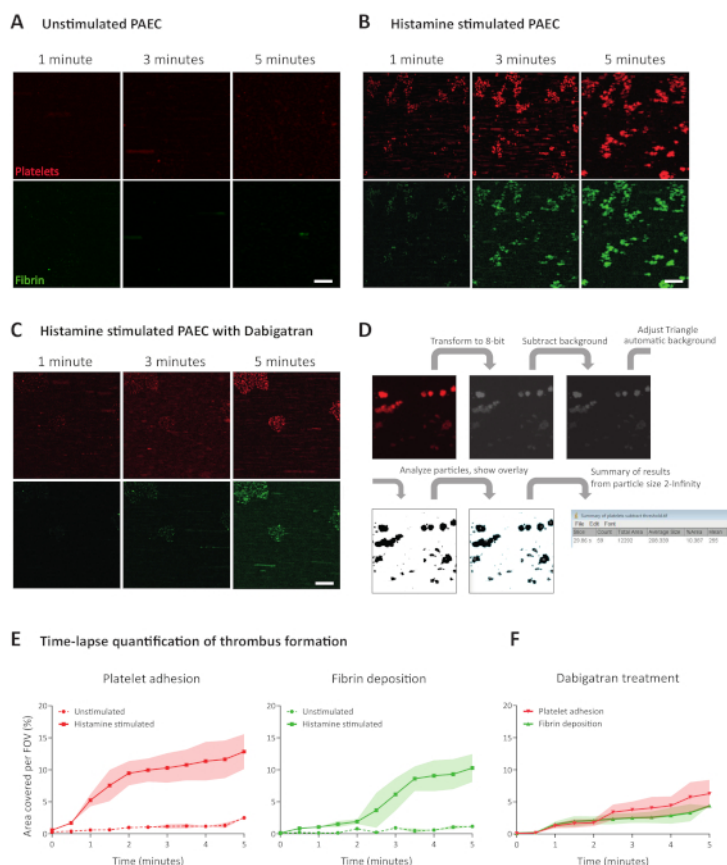 A Unstimulated PAEC
1 minute 3 minutes 5 minutes
Platelets
Fibrin
B Histamine stimulated PAEC
1 minute 3 minutes 5 minutes
C Histamine stimulated PAEC with Dabigatran
1 minute 3 minutes 5 minutes
D
Transform to 8-bit
Subtract background
Adjust Triangle
automatic background
Analyze particles, show overlay
Summary of results
from particle size 2-Infinity
File Edit Font
Count Total Area Average Size
E Time-lapse quantification of thrombus formation
Platelet adhesion
Area covered per FOV (%)
20
15
10
5
0
Unstimulated
Histamine stimulated
0 1 2 3 4 5
Time (minutes)
Fibrin deposition
20
15
10
5
0
Unstimulated
Histamine stimulated
0 1 2 3 4 5
Time (minutes)
F
Dabigatran treatment
20
15
10
5
0
Platelet adhesion
Fibrin deposition
0 1 2 3 4 5
Time (minutes)